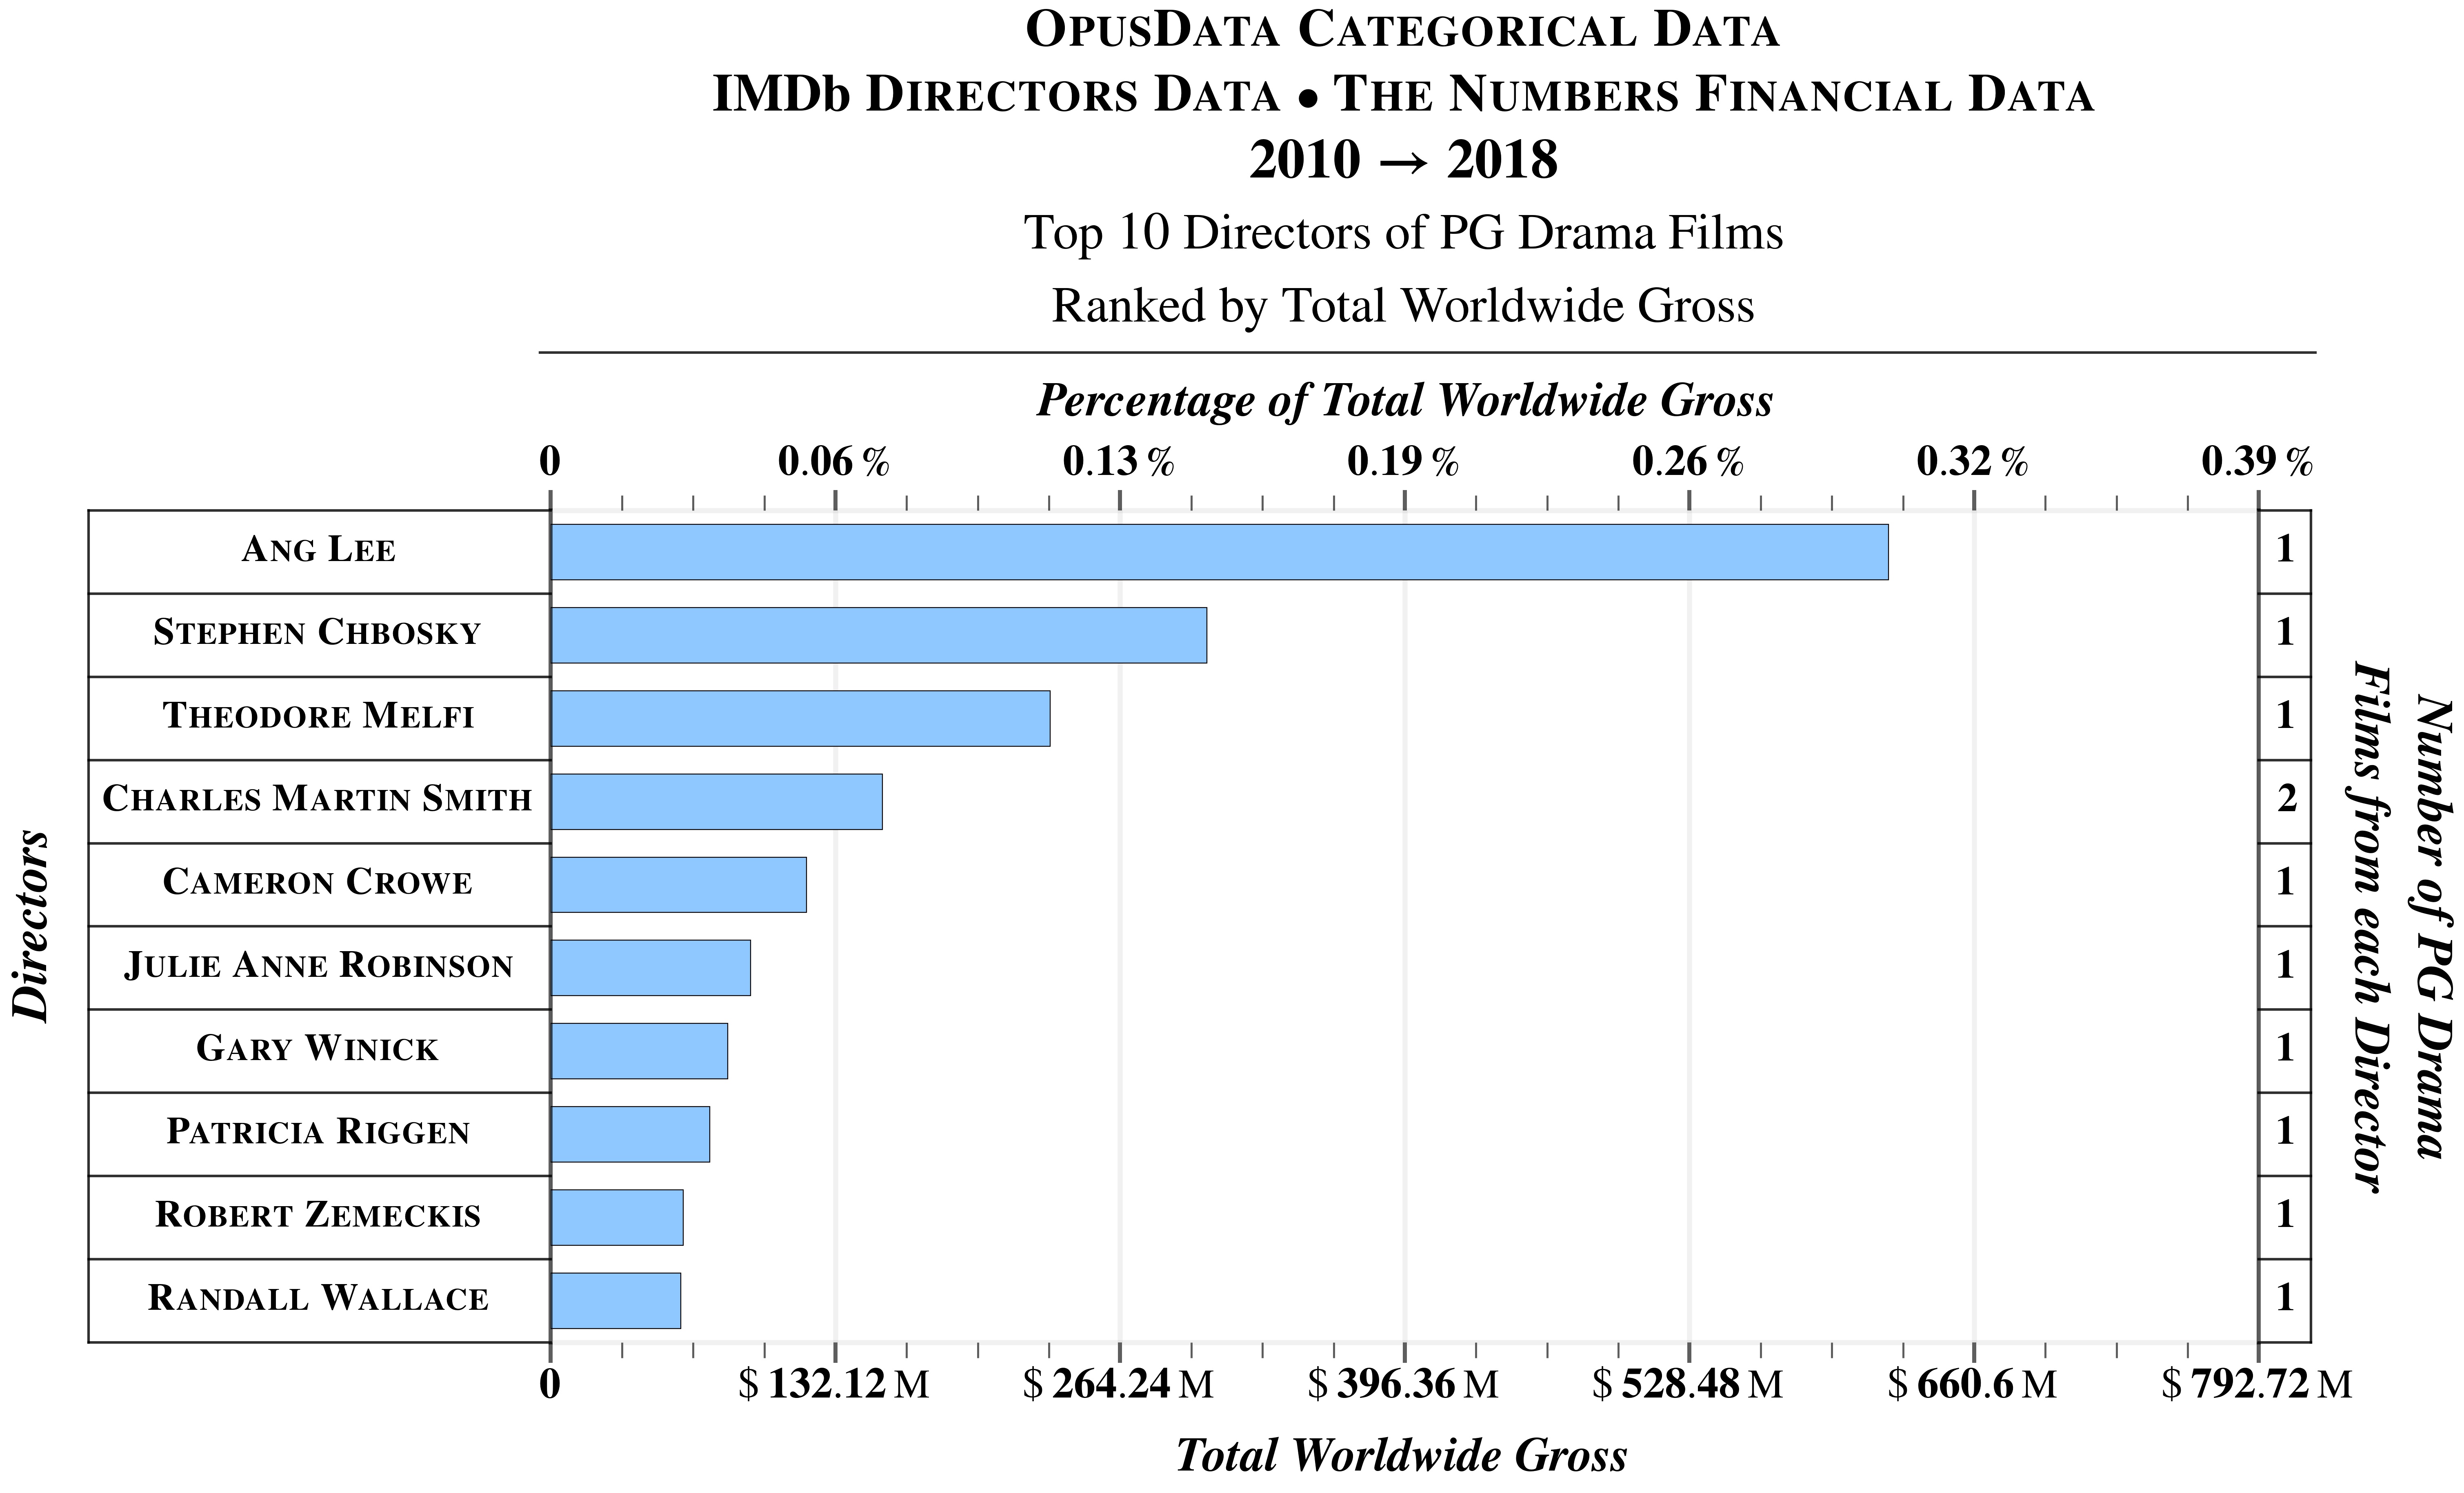 OpusData Categorical Data
IMDb Directors Data • The Numbers Financial Data
2010 → 2018
Top 10 Directors of PG Drama Films
Ranked by Total Worldwide Gross
Percentage of Total Worldwide Gross
0 0.06 % 0.13 % 0.19 % 0.26 % 0.32 % 0.39 %
Directors
Ang Lee 1
Stephen Chbosky 1
Theodore Melfi 1
Charles Martin Smith 2
Cameron Crowe 1
Julie Anne Robinson 1
Gary Winick 1
Patricia Riggen 1
Robert Zemeckis 1
Randall Wallace 1
Number of PG Drama
Films from each Director
0 $ 132.12 M $ 264.24 M $ 396.36 M $ 528.48 M $ 660.6 M $ 792.72 M
Total Worldwide Gross